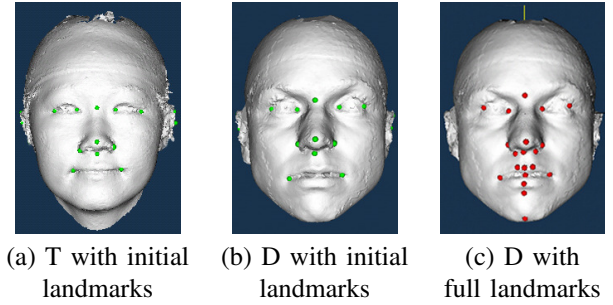 (a) T with initial
landmarks
(b) D with initial
landmarks
(c) D with
full landmarks